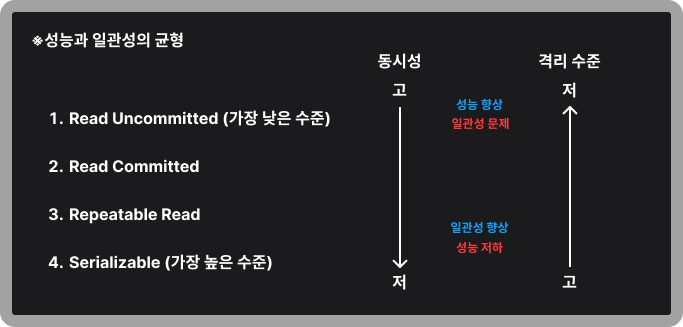 ※성능과 일관성의 균형
동시성 격리 수준
고 저
성능 향상
일관성 문제
1. Read Uncommitted (가장 낮은 수준)
2. Read Committed
3. Repeatable Read
일관성 향상
성능 저하
4. Serializable (가장 높은 수준)
저 고